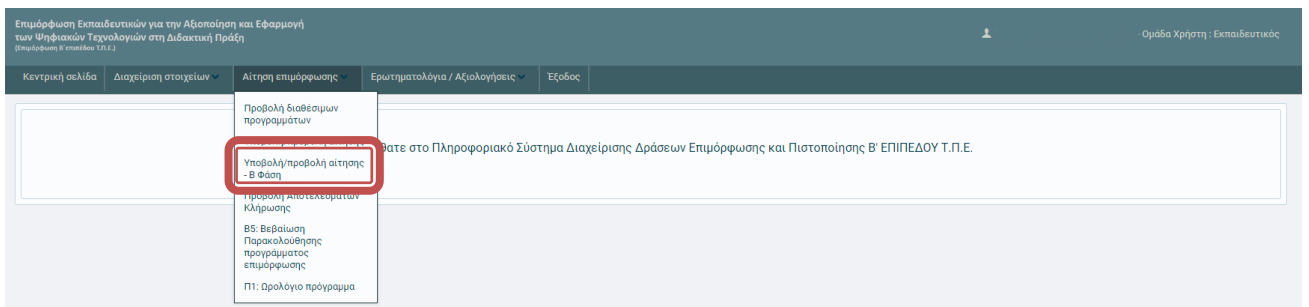 Επιμόρφωση Εκπαιδευτικών για την Αξιοποίηση και Εφαρμογή
των Ψηφιακών Τεχνολογιών στη Διδακτική Πράξη
(Επιμόρφωση Β' επιπέδου Τ.Π.Ε.)
- Ομάδα Χρήστη : Εκπαιδευτικός
Κεντρική σελίδα Διαχείριση στοιχείων Αίτηση επιμόρφωσης Ερωτηματολόγια / Αξιολογήσεις Έξοδος
Προβολή διαθέσιμων
προγραμμάτων
στο Πληροφοριακό Σύστημα Διαχείρισης Δράσεων Επιμόρφωσης και Πιστοποίησης Β' ΕΠΙΠΕΔΟΥ Τ.Π.Ε.
Υποβολή/προβολή αίτησης
- Β Φάση
Προβολή Αποτελεσμάτων
Κλήρωσης
Β5: Βεβαίωση
Παρακολούθησης
προγράμματος
επιμόρφωσης
Π1: Ωρολόγιο πρόγραμμα